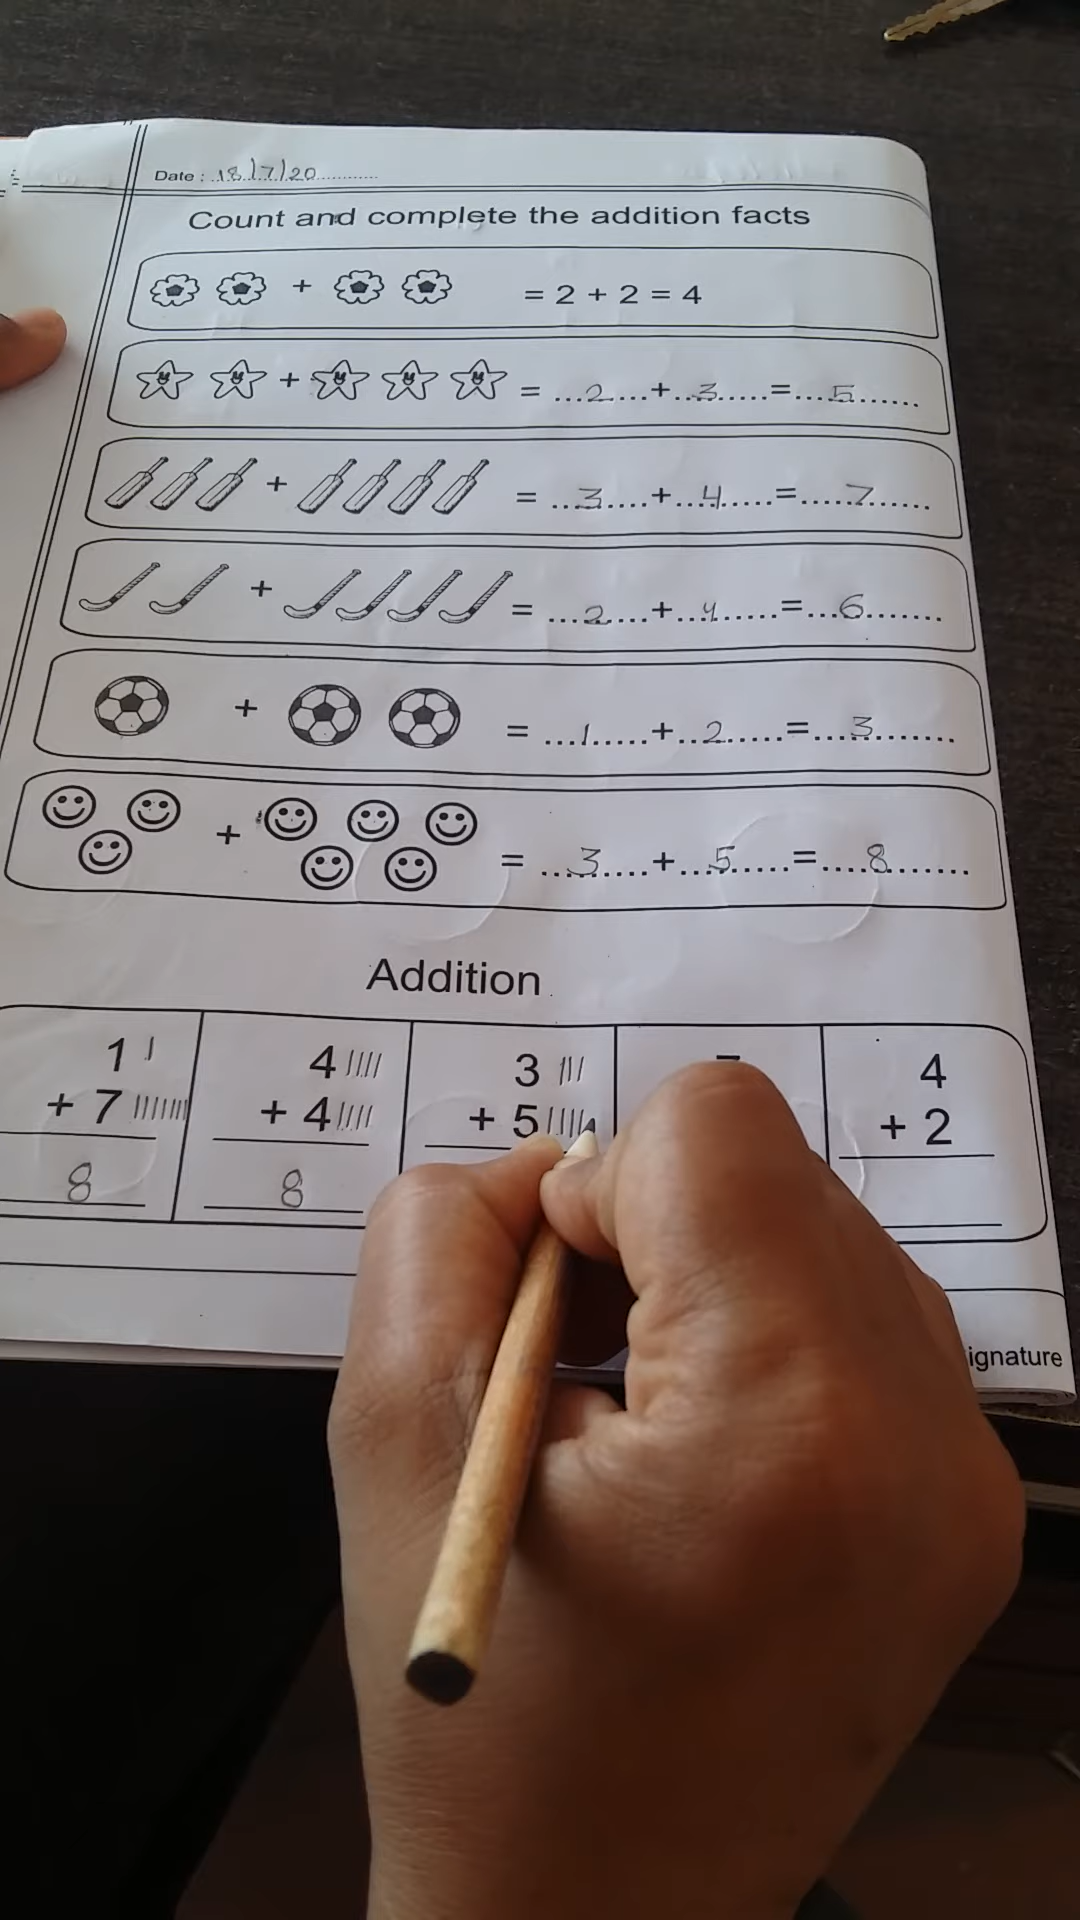 Date : 18/7/20
Count and complete the addition facts
+ = 2 + 2 = 4
+ = 2 + 3 = 5
+ = 3 + 4 = 7
+ = 2 + 4 = 6
+ = 1 + 2 = 3
+ = 3 + 5 = 8
Addition
1 4 3 4
+ 7 + 4 + 5 + 2
8 8
ignature